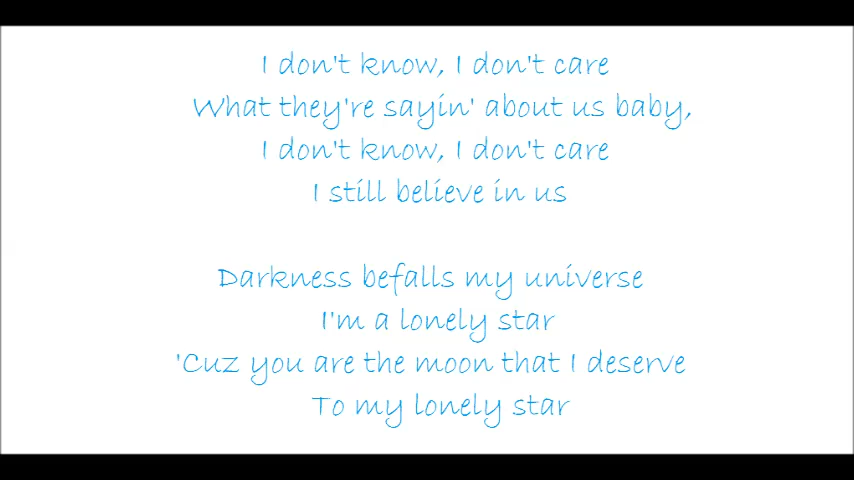 I don't know, I don't care
What they're sayin' about us baby,
I don't know, I don't care
I still believe in us
Darkness befalls my universe
I'm a lonely star
'Cuz you are the moon that I deserve
To my lonely star